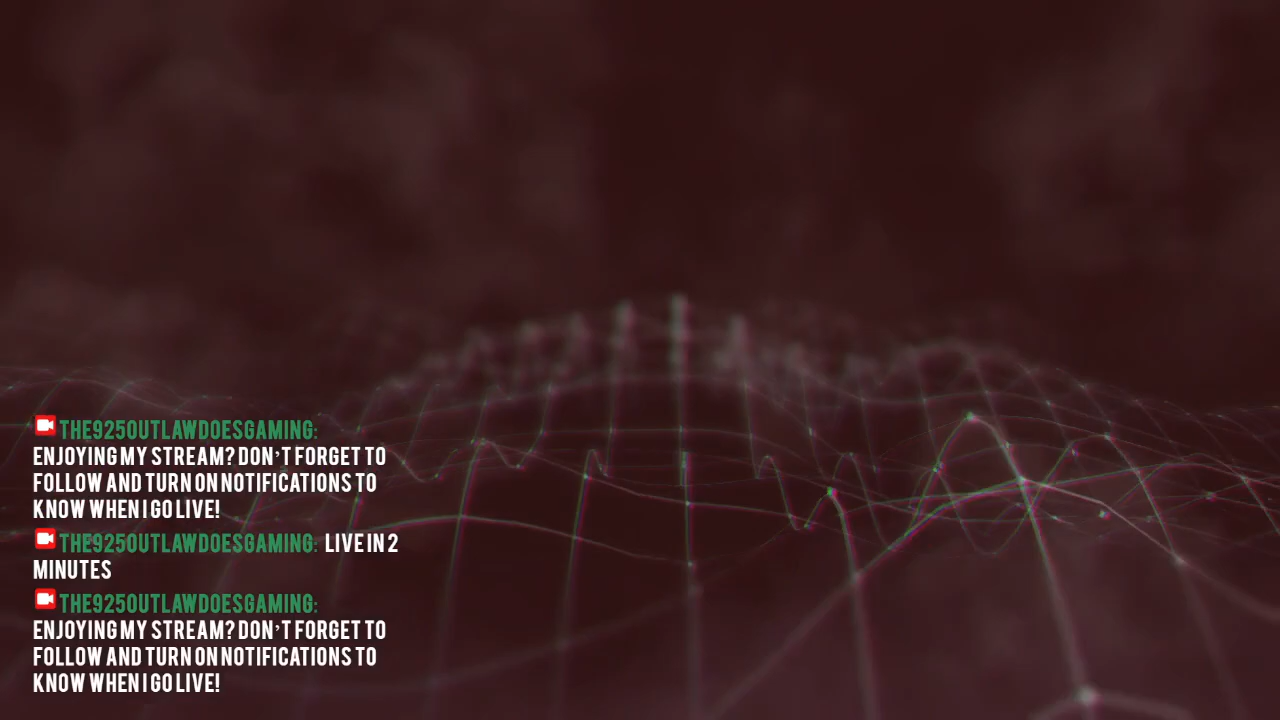 THE925OUTLAWDOESGAMING:
ENJOYING MY STREAM? DON'T FORGET TO
FOLLOW AND TURN ON NOTIFICATIONS TO
KNOW WHEN I GO LIVE!
THE925OUTLAWDOESGAMING: LIVE IN 2
MINUTES
THE925OUTLAWDOESGAMING:
ENJOYING MY STREAM? DON'T FORGET TO
FOLLOW AND TURN ON NOTIFICATIONS TO
KNOW WHEN I GO LIVE!